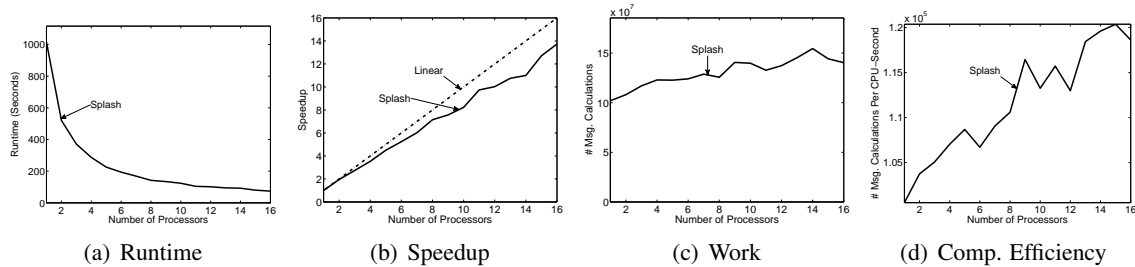 1000
800
600
400
200
0
2 4 6 8 10 12 14 16
Runtime (Seconds)
Number of Processors
Splash
(a) Runtime
16
14
12
10
8
6
4
2
0
2 4 6 8 10 12 14 16
Speedup
Number of Processors
Linear
Splash
(b) Speedup
x 10^7
15
10
5
0
2 4 6 8 10 12 14 16
# Msg. Calculations
Number of Processors
Splash
(c) Work
x 10^5
1.2
1.15
1.1
1.05
2 4 6 8 10 12 14 16
# Msg. Calculations Per CPU−Second
Number of Processors
Splash
(d) Comp. Efficiency